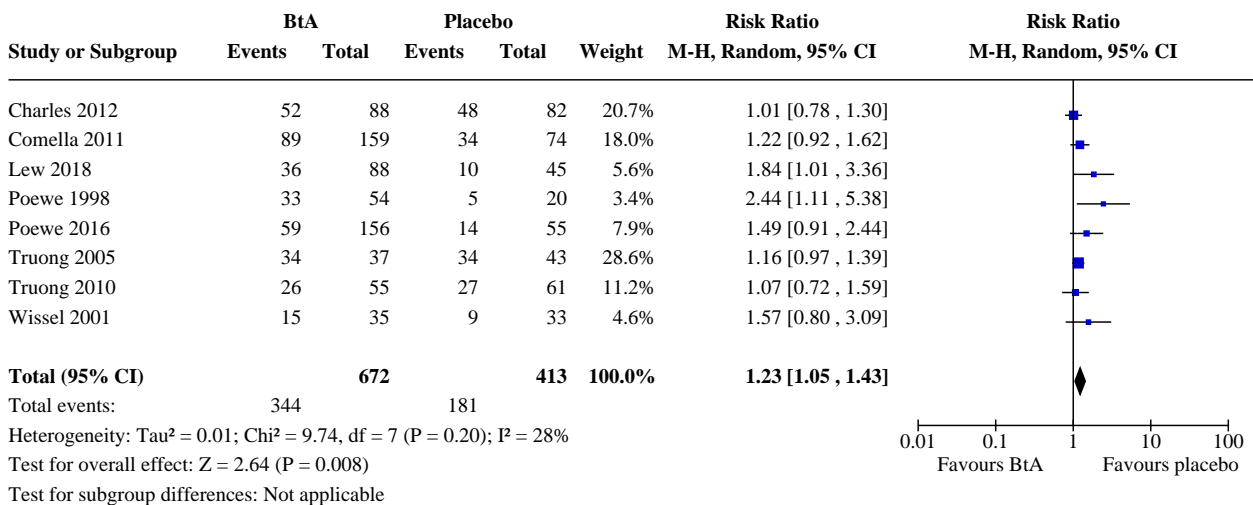 BtA Placebo Risk Ratio Risk Ratio
Study or Subgroup Events Total Events Total Weight M-H, Random, 95% CI M-H, Random, 95% CI
Charles 2012 52 88 48 82 20.7% 1.01 [0.78 , 1.30]
Comella 2011 89 159 34 74 18.0% 1.22 [0.92 , 1.62]
Lew 2018 36 88 10 45 5.6% 1.84 [1.01 , 3.36]
Poewe 1998 33 54 5 20 3.4% 2.44 [1.11 , 5.38]
Poewe 2016 59 156 14 55 7.9% 1.49 [0.91 , 2.44]
Truong 2005 34 37 34 43 28.6% 1.16 [0.97 , 1.39]
Truong 2010 26 55 27 61 11.2% 1.07 [0.72 , 1.59]
Wissel 2001 15 35 9 33 4.6% 1.57 [0.80 , 3.09]
Total (95% CI) 672 413 100.0% 1.23 [1.05 , 1.43]
Total events: 344 181
Heterogeneity: Tau² = 0.01; Chi² = 9.74, df = 7 (P = 0.20); I² = 28%
Test for overall effect: Z = 2.64 (P = 0.008)
Test for subgroup differences: Not applicable
0.01 0.1 1 10 100
Favours BtA Favours placebo